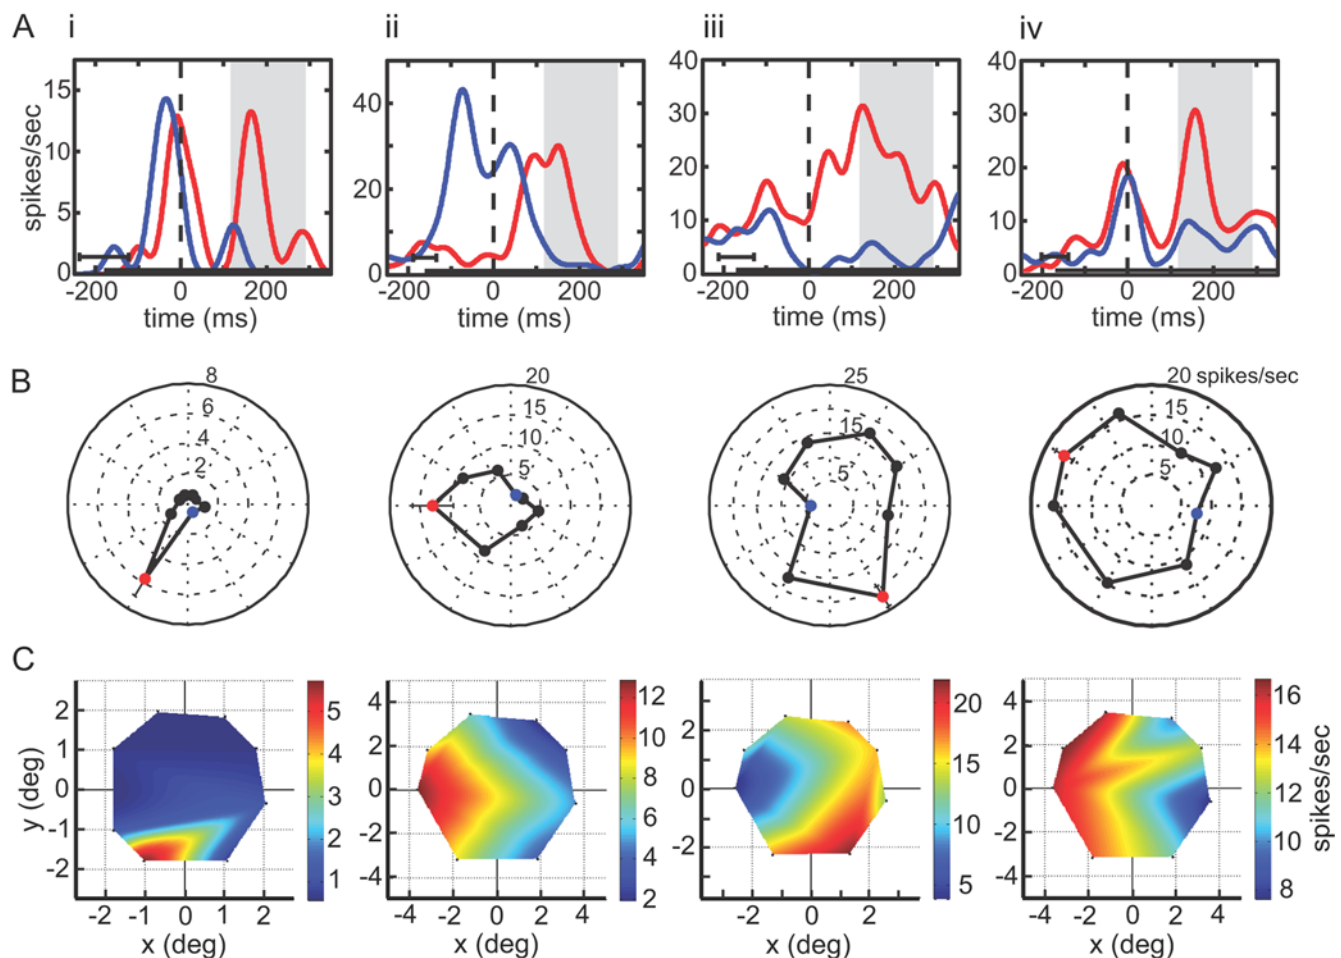 A i ii iii iv
spikes/sec
15 10 5 0
40 20 0
40 30 20 10 0
40 30 20 10 0
-200 0 200
-200 0 200
-200 0 200
-200 0 200
time (ms) time (ms) time (ms) time (ms)
B
8 6 4 2
20 15 10 5
25 15 5
20 spikes/sec 15 10 5
C
y (deg)
2 1 0 -1 -2
5 4 3 2 1
4 2 0 -2 -4
12 10 8 6 4 2
2 0 -2
20 15 10 5
4 2 0 -2 -4
16 14 12 10 8
spikes/sec
-2 -1 0 1 2
-4 -2 0 2 4
-2 0 2
-4 -2 0 2 4
x (deg) x (deg) x (deg) x (deg)